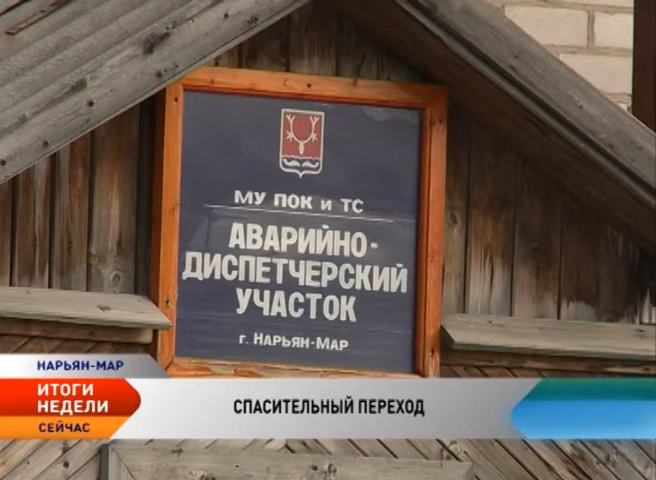 МУ ПОК и ТС
АВАРИЙНО-
ДИСПЕТЧЕРСКИЙ
УЧАСТОК
г. НАРЬЯН-МАР
НАРЬЯН-МАР
ИТОГИ
НЕДЕЛИ
СЕЙЧАС
СПАСИТЕЛЬНЫЙ ПЕРЕХОД